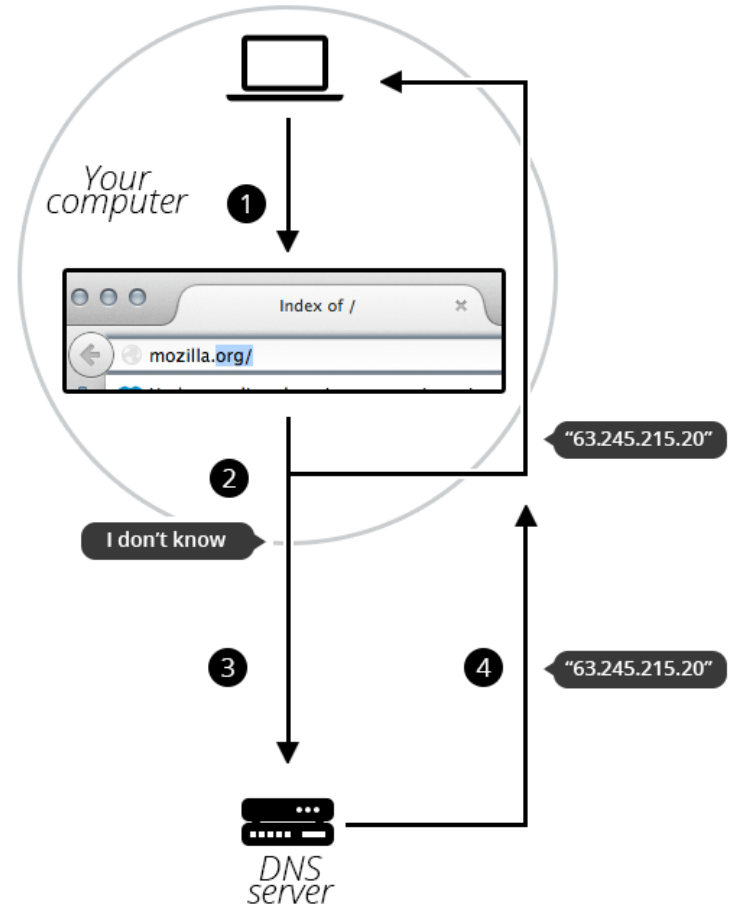 Your
computer
1
Index of /
mozilla.org/
2
"63.245.215.20"
I don't know
3
4
"63.245.215.20"
DNS
server